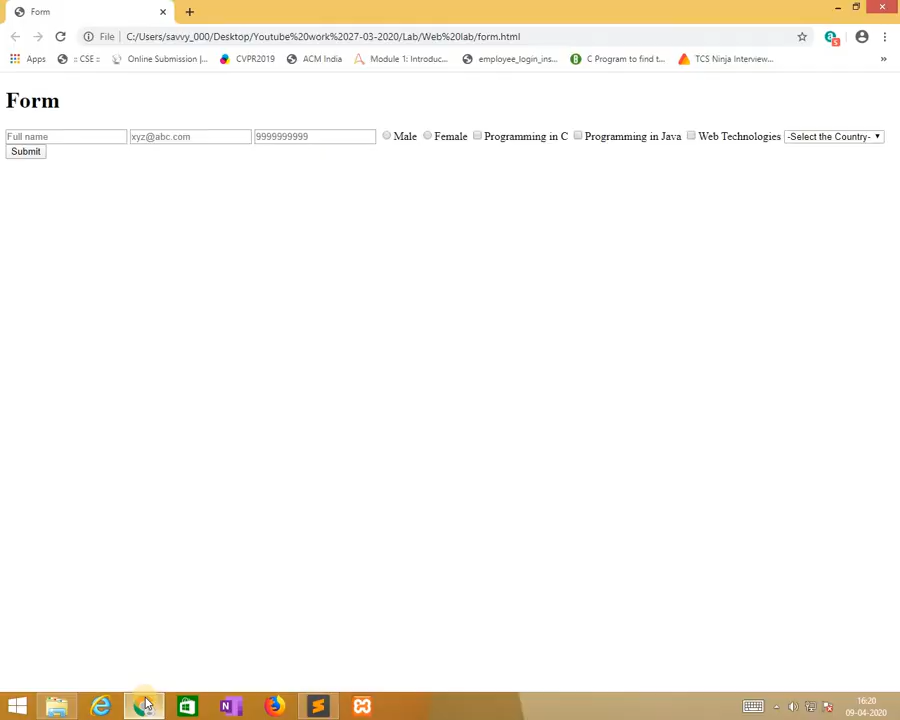 Form
File C:/Users/savvy_000/Desktop/Youtube%20work%2027-03-2020/Lab/Web%20lab/form.html
Apps :: CSE :: Online Submission |... CVPR2019 ACM India Module 1: Introduc... employee_login_ins... C Program to find t... TCS Ninja Interview... »
Form
Full name xyz@abc.com 9999999999 Male Female Programming in C Programming in Java Web Technologies -Select the Country-
Submit
16:20
09-04-2020